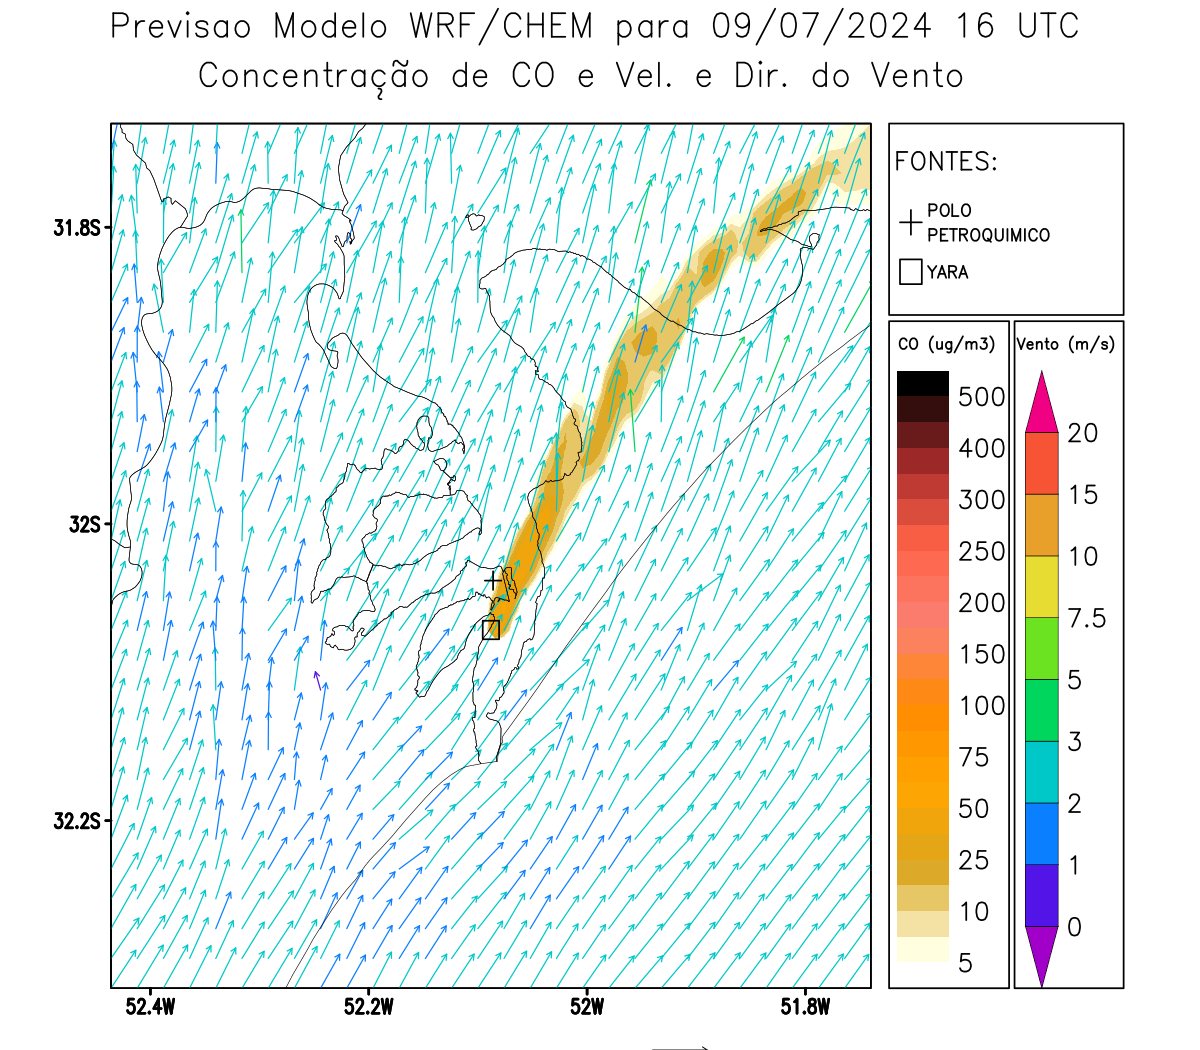 Previsao Modelo WRF/CHEM para 09/07/2024 16 UTC
Concentração de CO e Vel. e Dir. do Vento
FONTES:
POLO
PETROQUIMICO
YARA
CO (ug/m3)
500
400
300
250
200
150
100
75
50
25
10
5
Vento (m/s)
20
15
10
7.5
5
3
2
1
0
31.8S
32S
32.2S
52.4W
52.2W
52W
51.8W